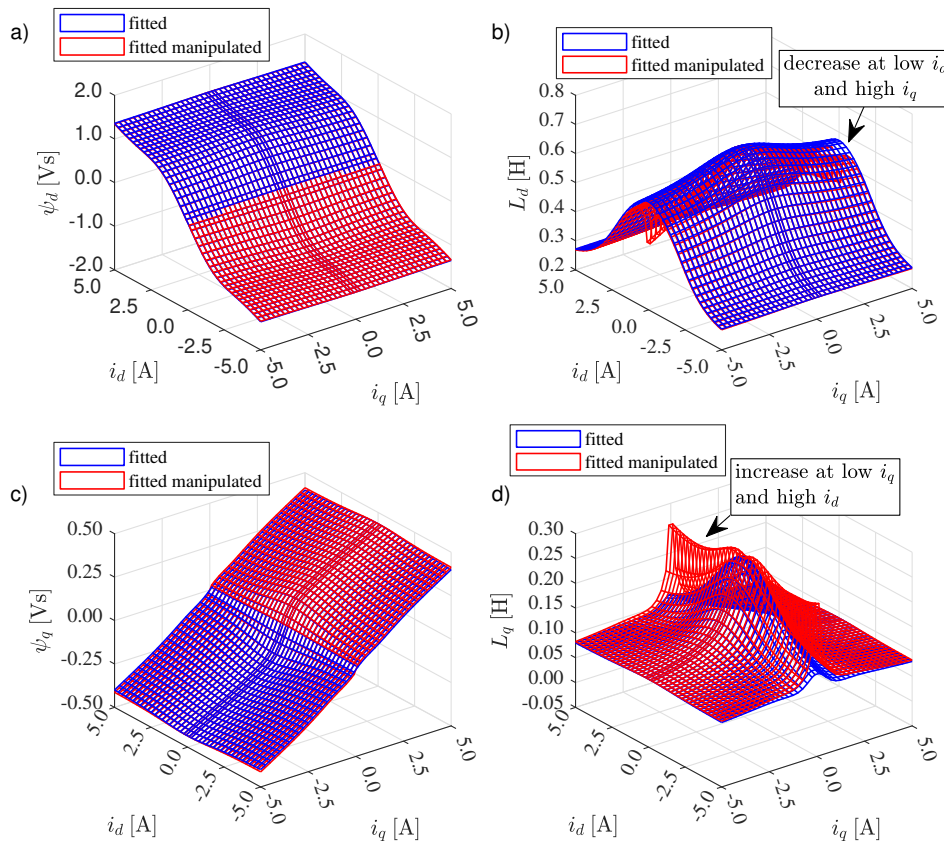 a)
fitted
fitted manipulated
2.0
1.0
0.0
-1.0
-2.0
ψd [Vs]
5.0
2.5
0.0
-2.5
-5.0
id [A]
-5.0
-2.5
0.0
2.5
5.0
iq [A]
b)
fitted
fitted manipulated
decrease at low id
and high iq
0.8
0.7
0.6
0.5
0.4
0.3
0.2
Ld [H]
5.0
2.5
0.0
-2.5
-5.0
id [A]
-5.0
-2.5
0.0
2.5
5.0
iq [A]
c)
fitted
fitted manipulated
0.50
0.25
0.00
-0.25
-0.50
ψq [Vs]
5.0
2.5
0.0
-2.5
-5.0
id [A]
-5.0
-2.5
0.0
2.5
5.0
iq [A]
d)
fitted
fitted manipulated
increase at low iq
and high id
0.30
0.25
0.20
0.15
0.10
0.05
0.00
-0.05
Lq [H]
5.0
2.5
0.0
-2.5
-5.0
id [A]
-5.0
-2.5
0.0
2.5
5.0
iq [A]